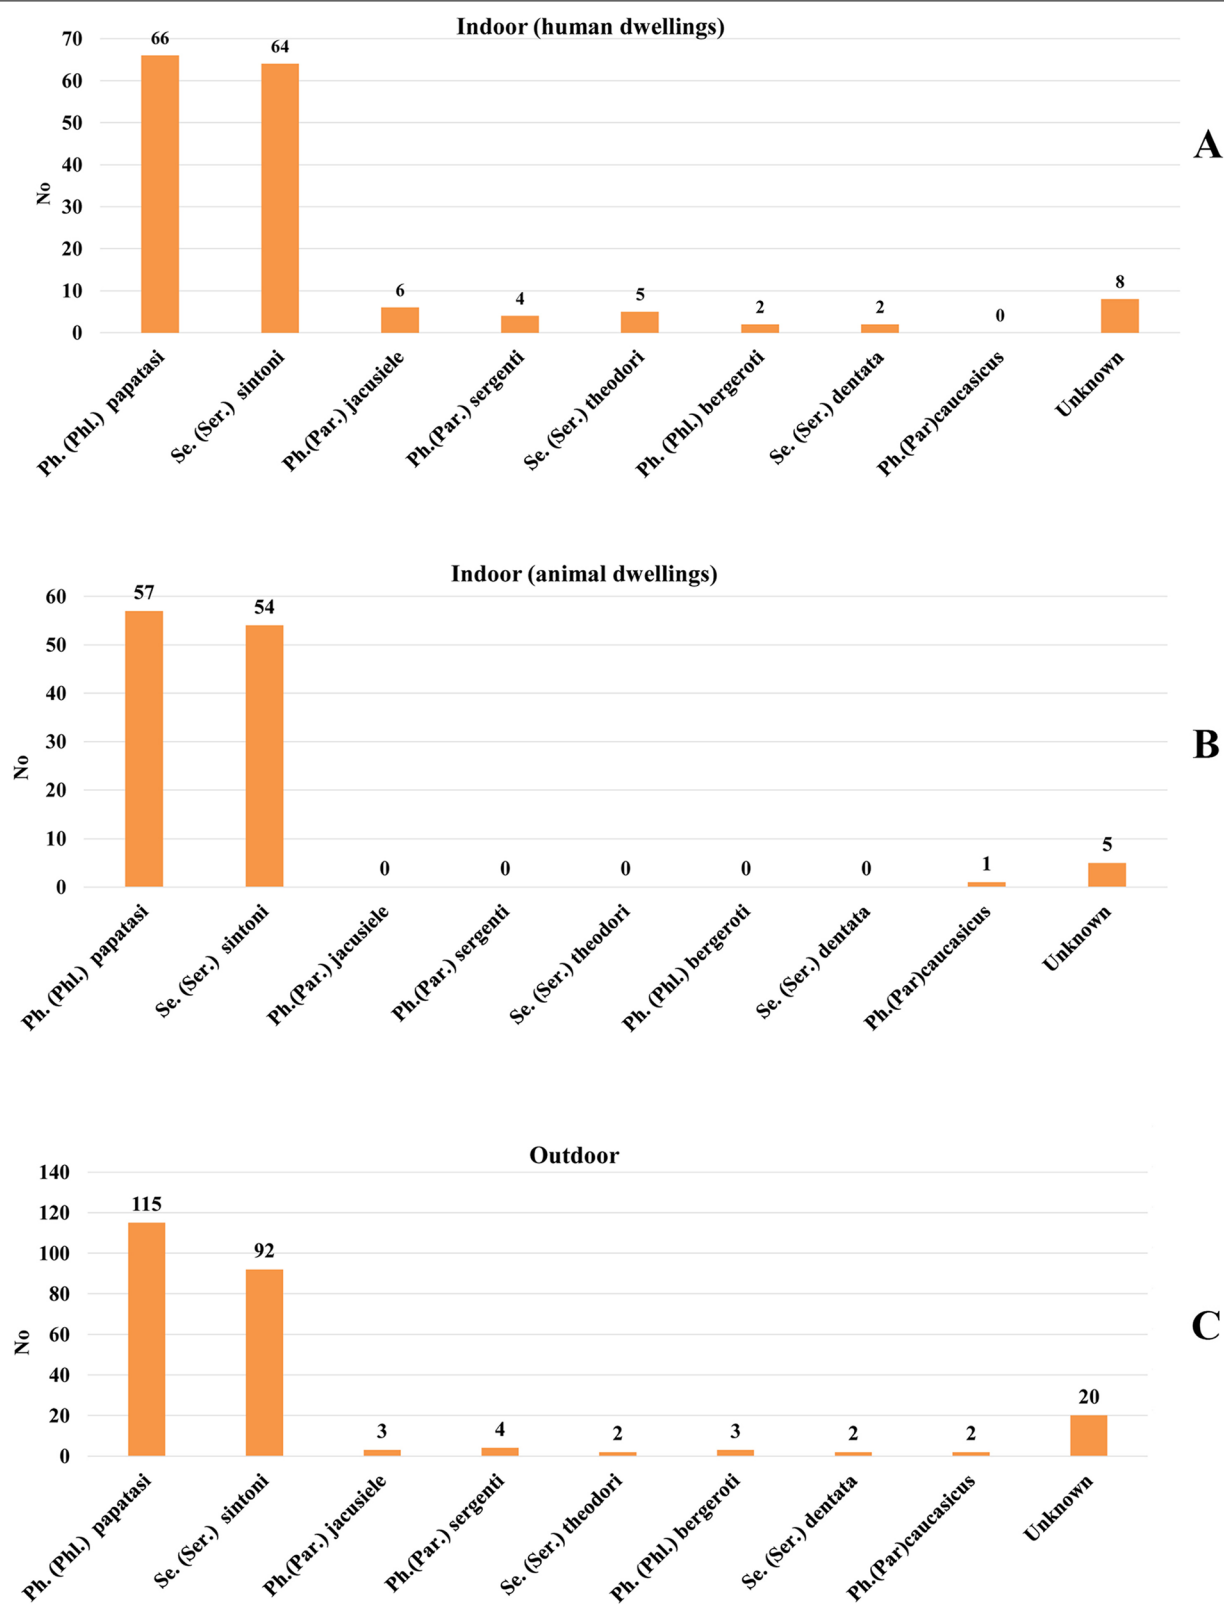 Indoor (human dwellings)
70
60
50
40
30
20
10
0
No
66
64
6
4
5
2
2
0
8
Ph. (Phl.) papatasi
Se. (Ser.) sintoni
Ph.(Par.) jacusiele
Ph.(Par.) sergenti
Se. (Ser.) theodori
Ph. (Phl.) bergeroti
Se. (Ser.) dentata
Ph.(Par)caucasicus
Unknown
A
Indoor (animal dwellings)
60
50
40
30
20
10
0
No
57
54
0
0
0
0
0
1
5
Ph. (Phl.) papatasi
Se. (Ser.) sintoni
Ph.(Par.) jacusiele
Ph.(Par.) sergenti
Se. (Ser.) theodori
Ph. (Phl.) bergeroti
Se. (Ser.) dentata
Ph.(Par)caucasicus
Unknown
B
Outdoor
140
120
100
80
60
40
20
0
No
115
92
3
4
2
3
2
2
20
Ph. (Phl.) papatasi
Se. (Ser.) sintoni
Ph.(Par.) jacusiele
Ph.(Par.) sergenti
Se. (Ser.) theodori
Ph. (Phl.) bergeroti
Se. (Ser.) dentata
Ph.(Par)caucasicus
Unknown
C